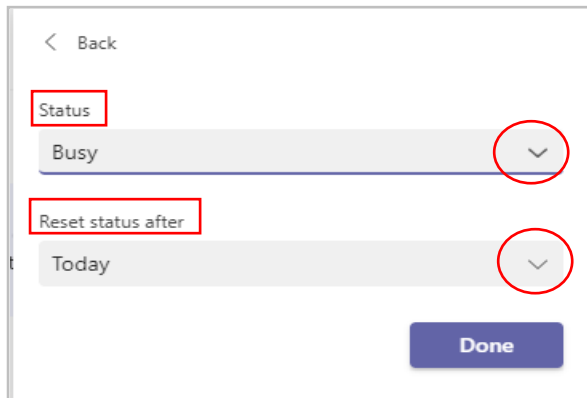 Back
Status
Busy
Reset status after
t
Today
Done